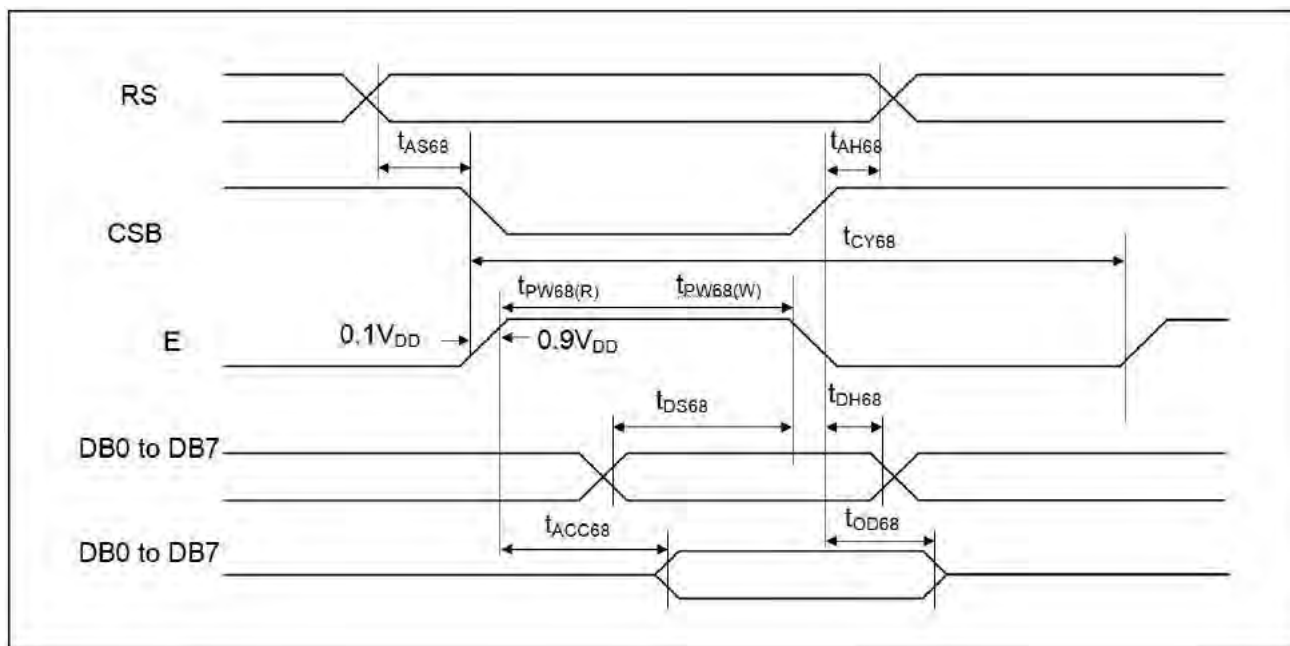 RS
tAS68
tAH68
CSB
tCY68
tPW68(R) tPW68(W)
E
0.1VDD
0.9VDD
tDS68
tDH68
DB0 to DB7
tACC68
tOD68
DB0 to DB7